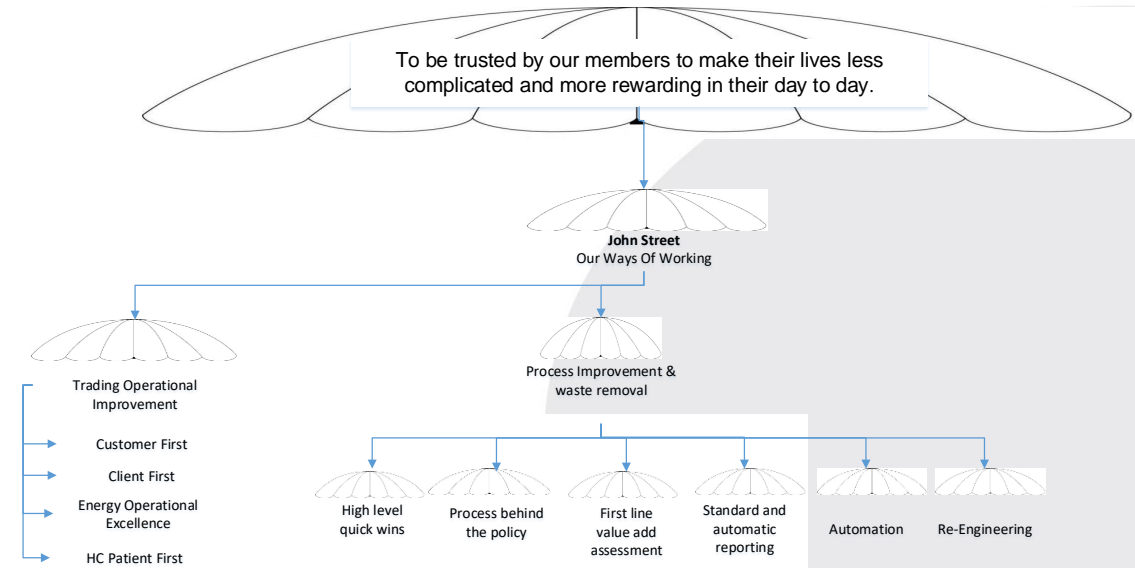 To be trusted by our members to make their lives less
complicated and more rewarding in their day to day.
John Street
Our Ways Of Working
Trading Operational
Improvement
Customer First
Client First
Energy Operational
Excellence
HC Patient First
Process Improvement &
waste removal
High level
quick wins
Process behind
the policy
First line
value add
assessment
Standard and
automatic
reporting
Automation
Re-Engineering